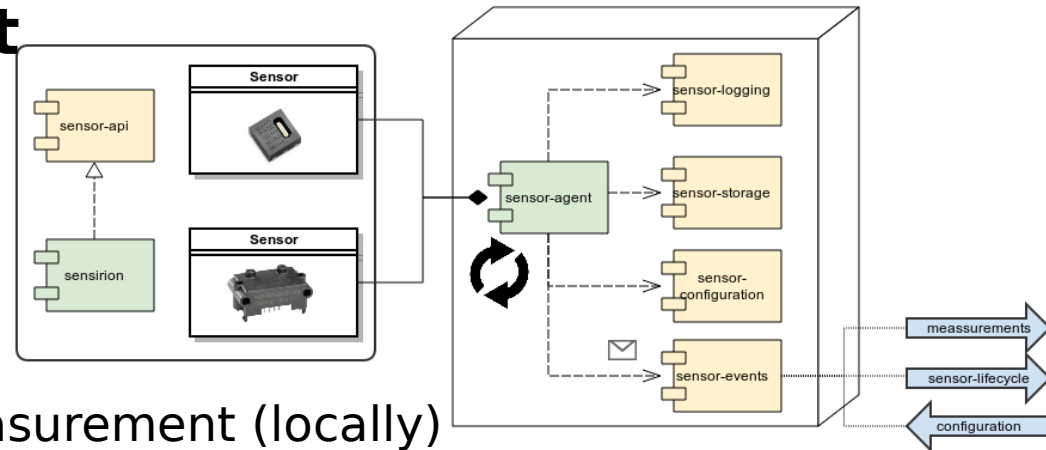 t
Sensor
sensor-api
sensirion
Sensor
sensor-logging
sensor-agent
sensor-storage
sensor-
configuration
sensor-events
meassurements
sensor-lifecycle
configuration
asurement (locally)